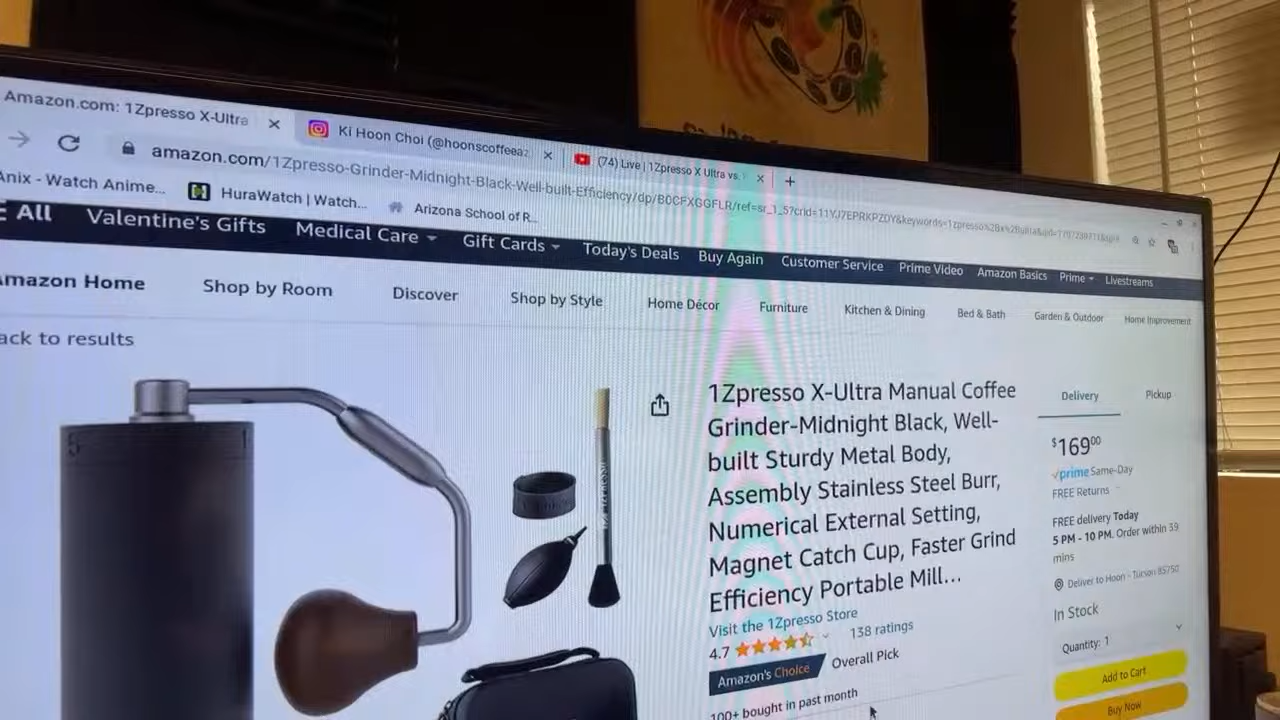 Amazon.com: 1Zpresso X-Ultra
Ki Hoon Choi (@hoonscoffeeaz
(74) Live | 1Zpresso X Ultra vs.
amazon.com/1Zpresso-Grinder-Midnight-Black-Well-built-Efficiency/dp/B0CFXGGFLR/ref=sr_1_5?crid=11YJ7EPRKPZDY&keywords=1zpresso
Anix - Watch Anime...
HuraWatch | Watch...
Arizona School of R...
All
Valentine's Gifts
Medical Care
Gift Cards
Today's Deals
Buy Again
Customer Service
Prime Video
Amazon Basics
Prime
Livestreams
mazon Home
Shop by Room
Discover
Shop by Style
Home Décor
Furniture
Kitchen & Dining
Bed & Bath
Garden & Outdoor
Home Improvement
ack to results
5 1
1Zpresso X-Ultra Manual Coffee
Grinder-Midnight Black, Well-
built Sturdy Metal Body,
Assembly Stainless Steel Burr,
Numerical External Setting,
Magnet Catch Cup, Faster Grind
Efficiency Portable Mill...
Visit the 1Zpresso Store
4.7
138 ratings
Amazon's Choice
Overall Pick
100+ bought in past month
Delivery
Pickup
$169.00
prime Same-Day
FREE Returns
FREE delivery Today
5 PM - 10 PM. Order within 39
mins
Deliver to Hoon - Tucson 85750
In Stock
Quantity: 1
Add to Cart
Buy Now